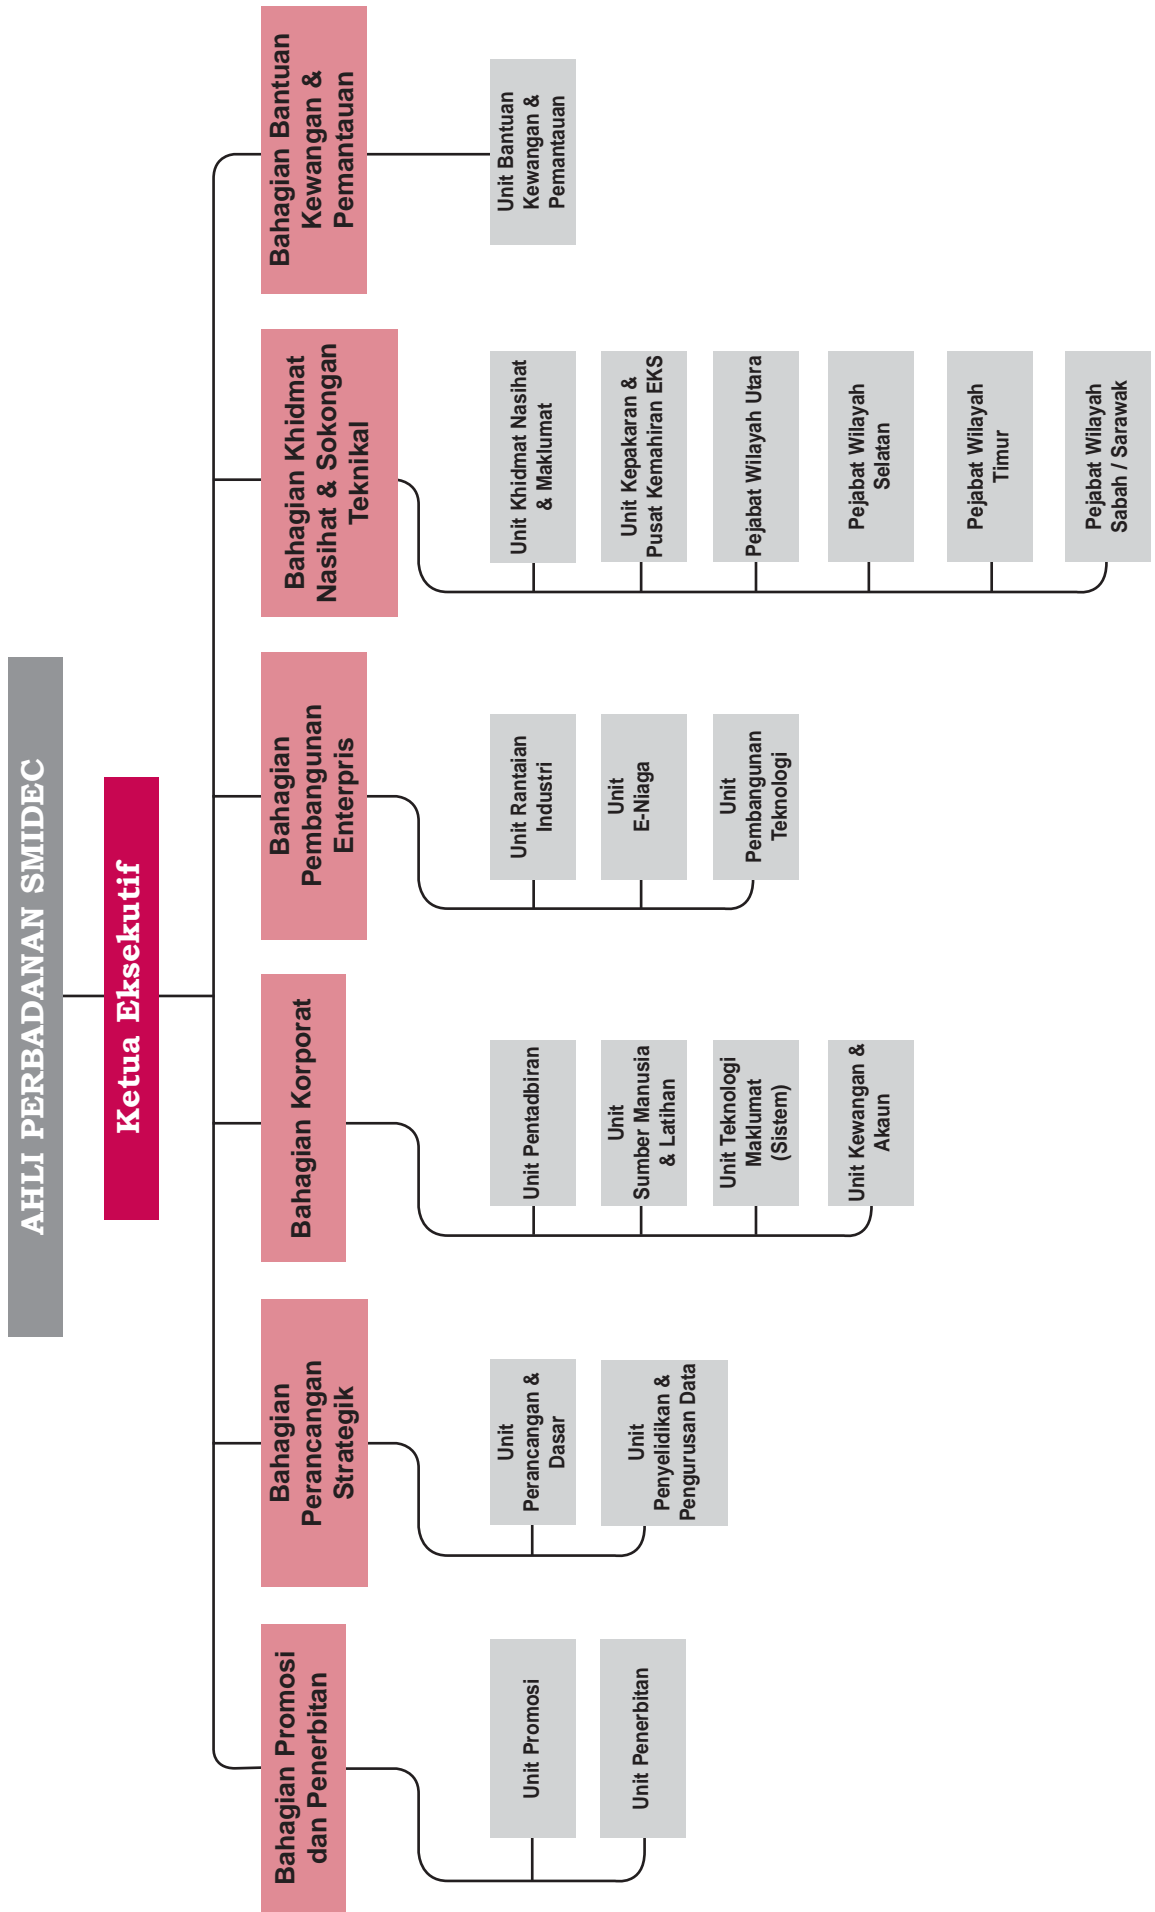 AHLI PERBADANAN SMIDEC
Ketua Eksekutif
Bahagian Promosi
dan Penerbitan
Unit Promosi
Unit Penerbitan
Bahagian
Perancangan
Strategik
Unit
Perancangan &
Dasar
Unit
Penyelidikan &
Pengurusan Data
Bahagian Korporat
Unit Pentadbiran
Unit
Sumber Manusia
& Latihan
Unit Teknologi
Maklumat
(Sistem)
Unit Kewangan &
Akaun
Bahagian
Pembangunan
Enterpris
Unit Rantaian
Industri
Unit
E-Niaga
Unit
Pembangunan
Teknologi
Bahagian Khidmat
Nasihat & Sokongan
Teknikal
Unit Khidmat Nasihat
& Maklumat
Unit Kepakaran &
Pusat Kemahiran EKS
Pejabat Wilayah Utara
Pejabat Wilayah
Selatan
Pejabat Wilayah
Timur
Pejabat Wilayah
Sabah / Sarawak
Bahagian Bantuan
Kewangan &
Pemantauan
Unit Bantuan
Kewangan &
Pemantauan